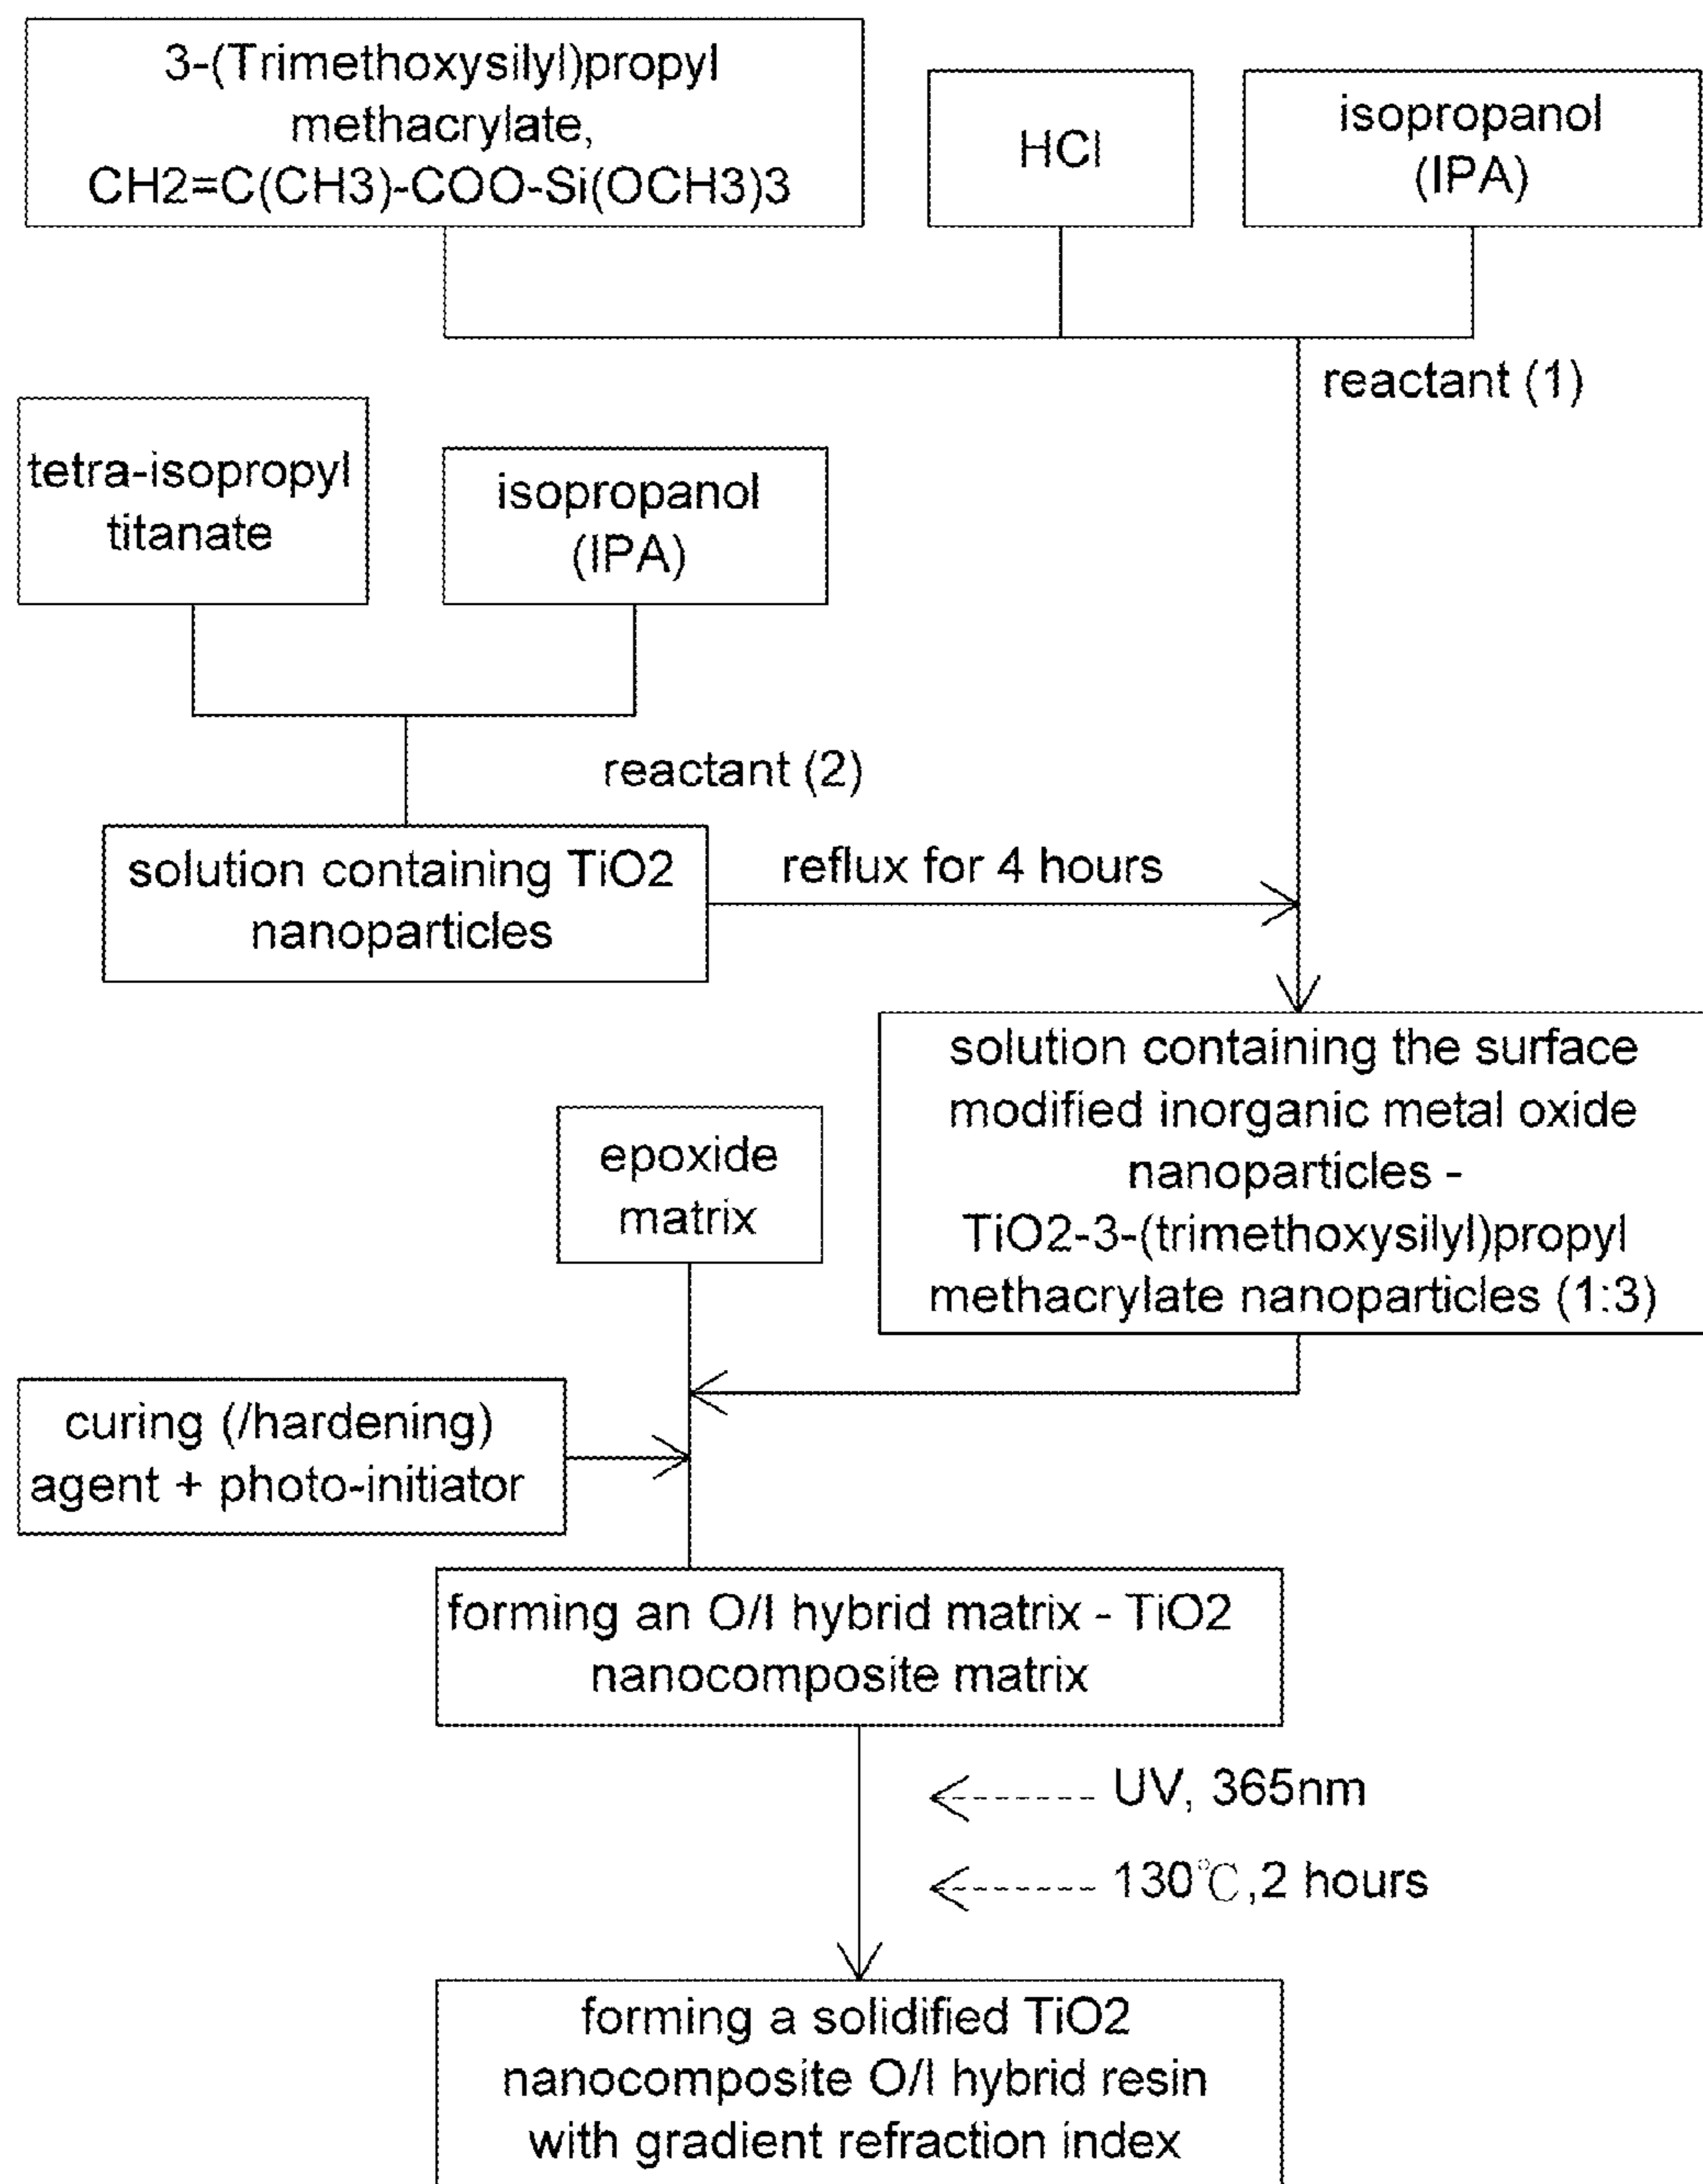 3-(Trimethoxysilyl)propyl
methacrylate,
CH2=C(CH3)-COO-Si(OCH3)3
HCl
isopropanol
(IPA)
reactant (1)
tetra-isopropyl
titanate
isopropanol
(IPA)
reactant (2)
solution containing TiO2
nanoparticles
reflux for 4 hours
solution containing the surface
modified inorganic metal oxide
nanoparticles -
TiO2-3-(trimethoxysilyl)propyl
methacrylate nanoparticles (1:3)
epoxide
matrix
curing (/hardening)
agent + photo-initiator
forming an O/I hybrid matrix - TiO2
nanocomposite matrix
UV, 365nm
130℃,2 hours
forming a solidified TiO2
nanocomposite O/I hybrid resin
with gradient refraction index